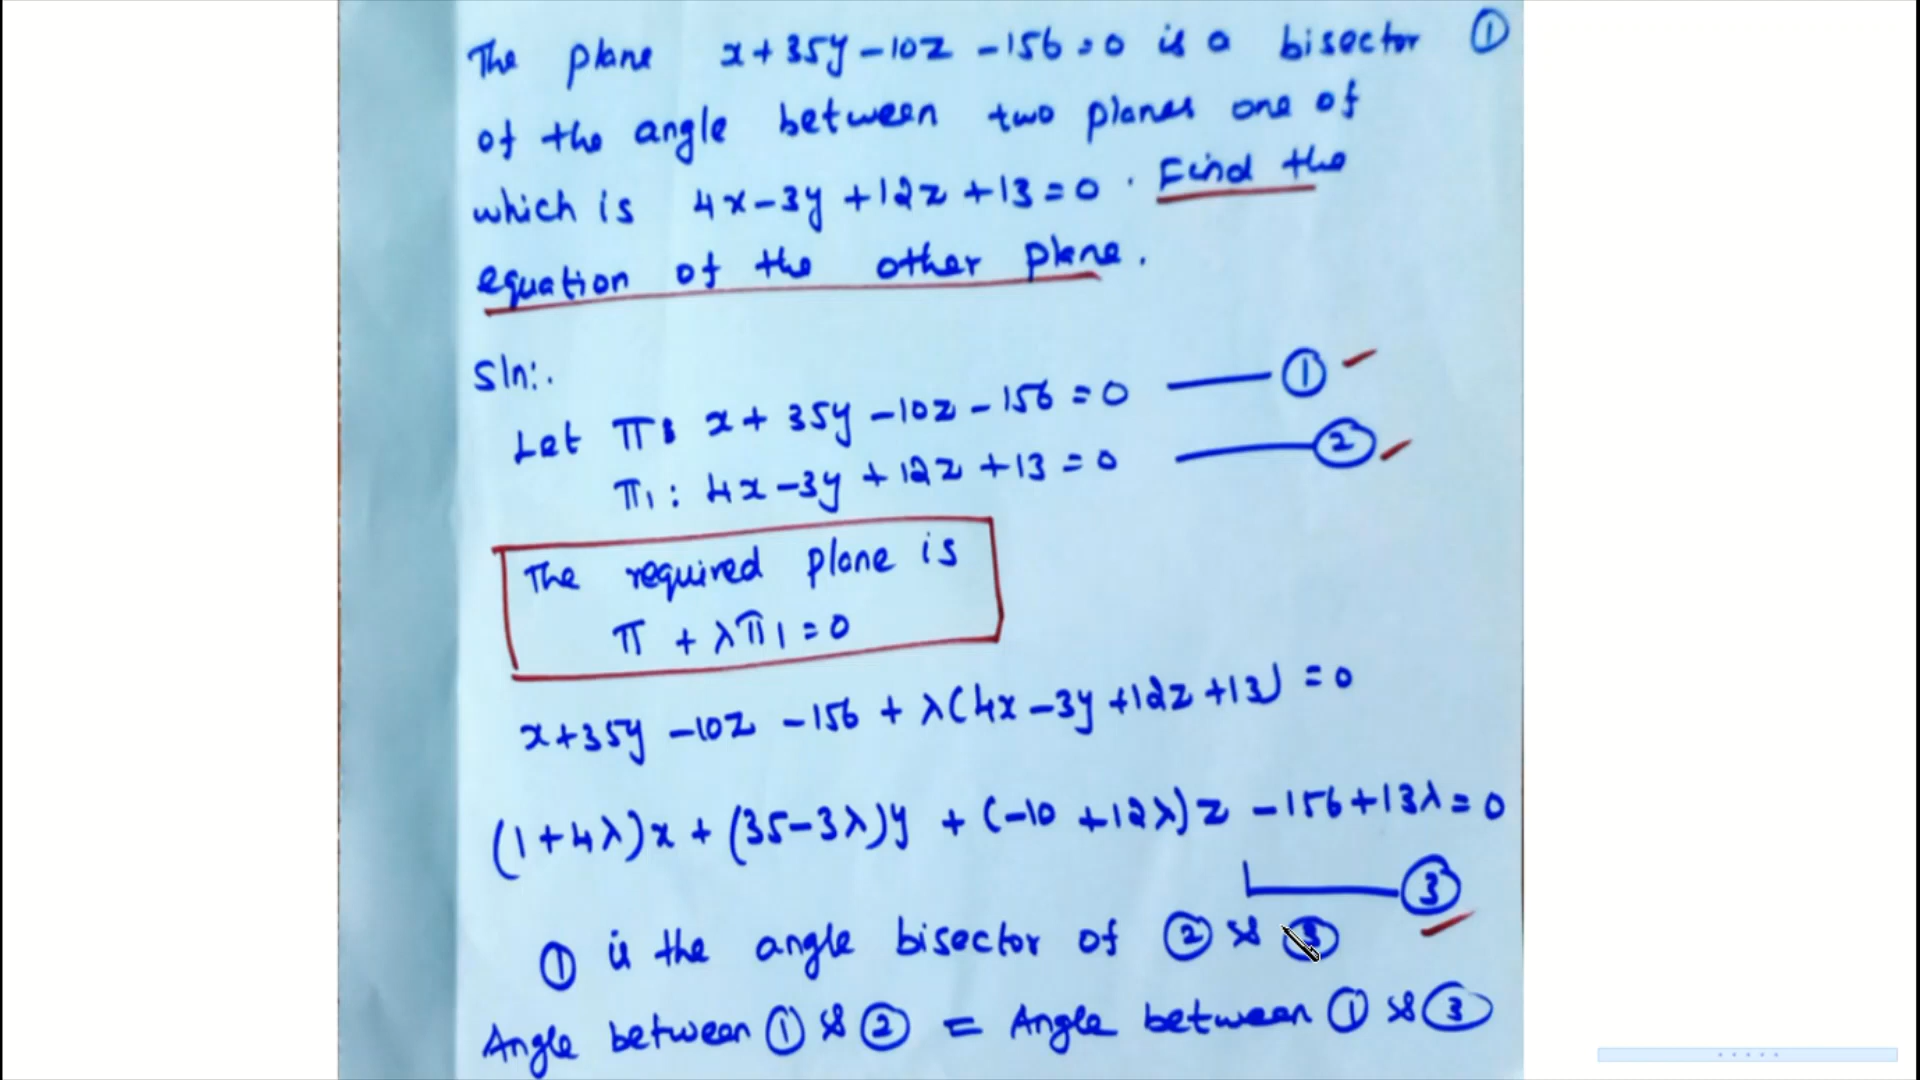 The plane x+35y-10z-156=0 is a bisector ①
of the angle between two planes one of
which is 4x-3y+12z+13=0. Find the
equation of the other plane.
Sln:.
Let π: x+35y-10z-156=0 — ①
π₁: 4x-3y+12z+13=0 — ②
The required plane is
π+λπ₁=0
x+35y-10z-156+λ(4x-3y+12z+13)=0
(1+4λ)x+(35-3λ)y+(-10+12λ)z-156+13λ=0
③
① is the angle bisector of ② & ③
Angle between ① & ② = Angle between ① & ③